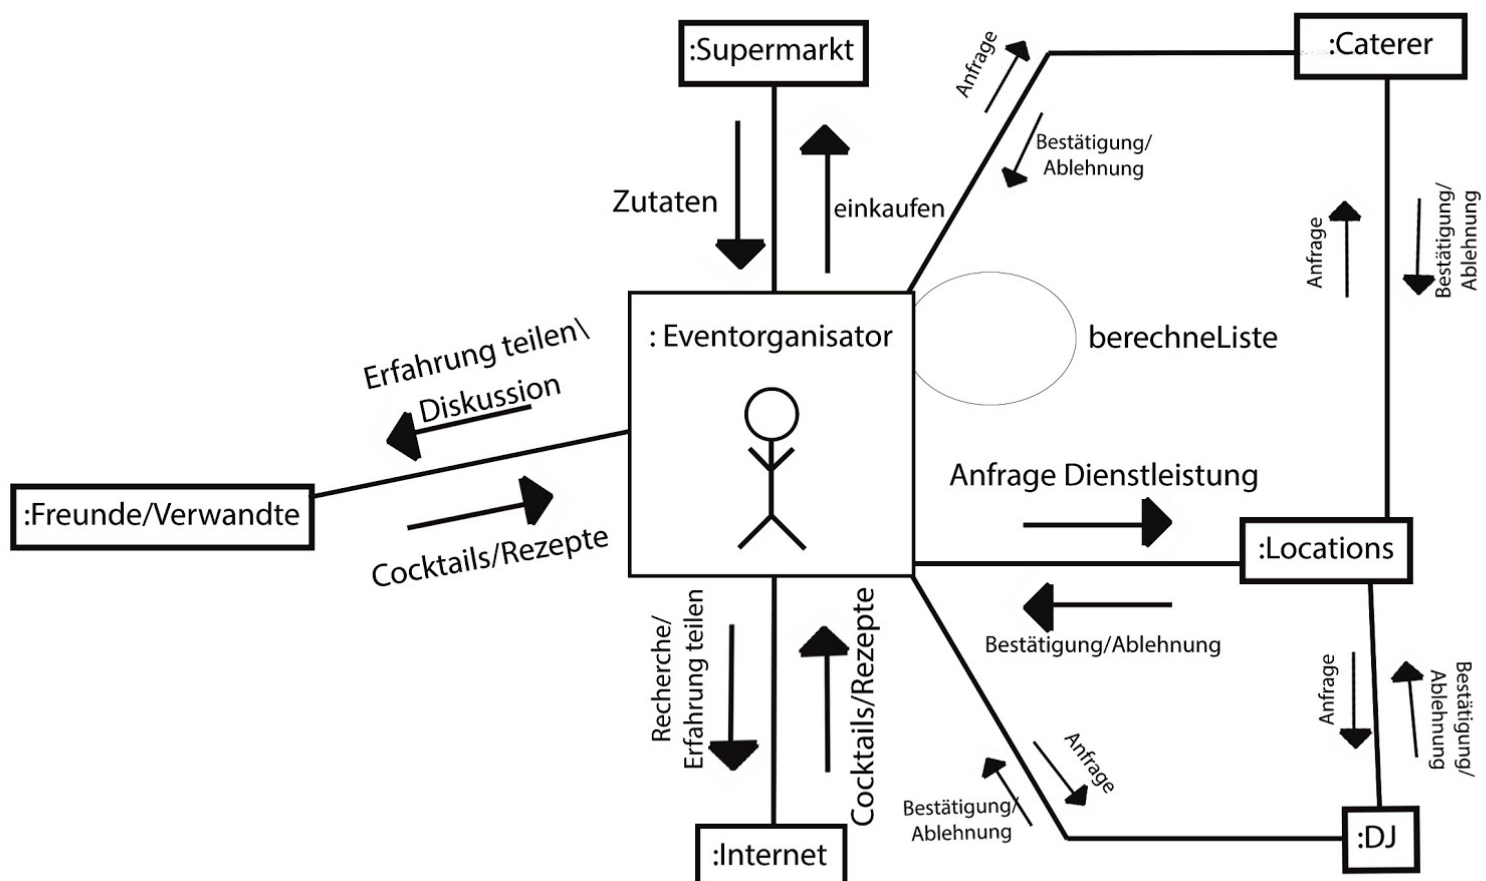 :Supermarkt
Anfrage
:Caterer
Bestätigung/
Ablehnung
Zutaten
einkaufen
Anfrage
Bestätigung/
Ablehnung
: Eventorganisator
berechneListe
Erfahrung teilen\
Diskussion
:Freunde/Verwandte
Cocktails/Rezepte
Anfrage Dienstleistung
:Locations
Bestätigung/Ablehnung
Recherche/
Erfahrung teilen
Cocktails/Rezepte
Anfrage
Bestätigung/
Ablehnung
Anfrage
Bestätigung/
Ablehnung
:Internet
:DJ